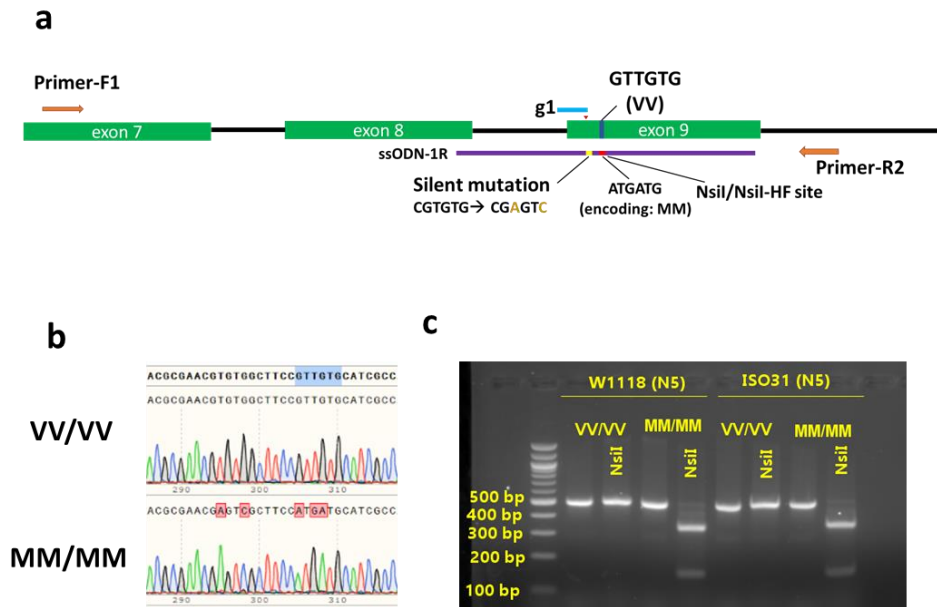 a
Primer-F1
GTTGTG
(VV)
g1
exon 7
exon 8
exon 9
ssODN-1R
Primer-R2
Silent mutation
CGTGTG→ CGAGTC
ATGATG
(encoding: MM)
NsiI/NsiI-HF site
b
c
VV/VV
ACGCGAACGTGTGGCTTCCGTTGTGCATCGCC
ACGCGAACGTGTGGCTTCCGTTGTGCATCGCC
290
300
310
MM/MM
ACGCGAACGAGTCGCTTCCATGATGCATCGCC
290
300
310
W1118 (N5)
ISO31 (N5)
VV/VV
MM/MM
VV/VV
MM/MM
NsiI
NsiI
NsiI
NsiI
500 bp
400 bp
300 bp
200 bp
100 bp